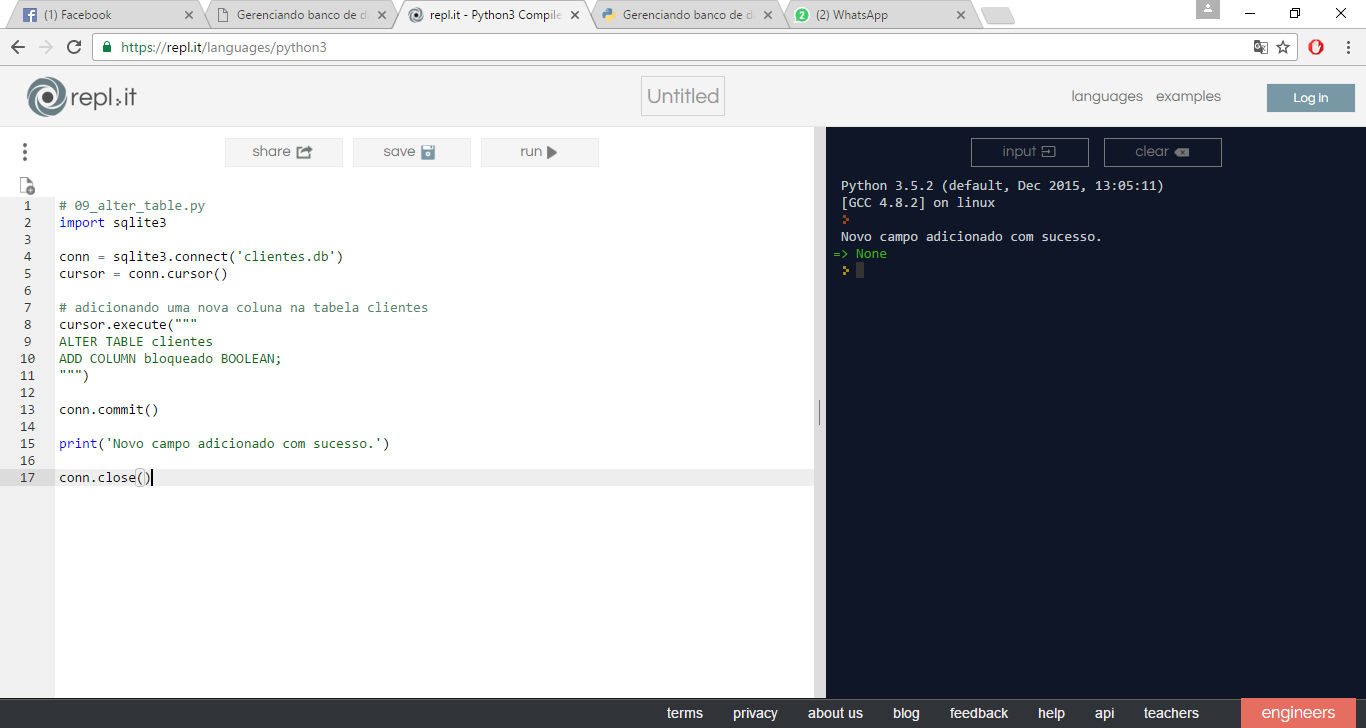 (1) Facebook
Gerenciando banco de d
repl.it - Python3 Compile
Gerenciando banco de d
(2) WhatsApp
https://repl.it/languages/python3
repl.it
Untitled
languages examples
Log in
share
save
run
input
clear
1 # 09_alter_table.py
2 import sqlite3
3
4 conn = sqlite3.connect('clientes.db')
5 cursor = conn.cursor()
6
7 # adicionando uma nova coluna na tabela clientes
8 cursor.execute("""
9 ALTER TABLE clientes
10 ADD COLUMN bloqueado BOOLEAN;
11 """)
12
13 conn.commit()
14
15 print('Novo campo adicionado com sucesso.')
16
17 conn.close()
Python 3.5.2 (default, Dec 2015, 13:05:11)
[GCC 4.8.2] on linux
Novo campo adicionado com sucesso.
=> None
terms privacy about us blog feedback help api teachers engineers